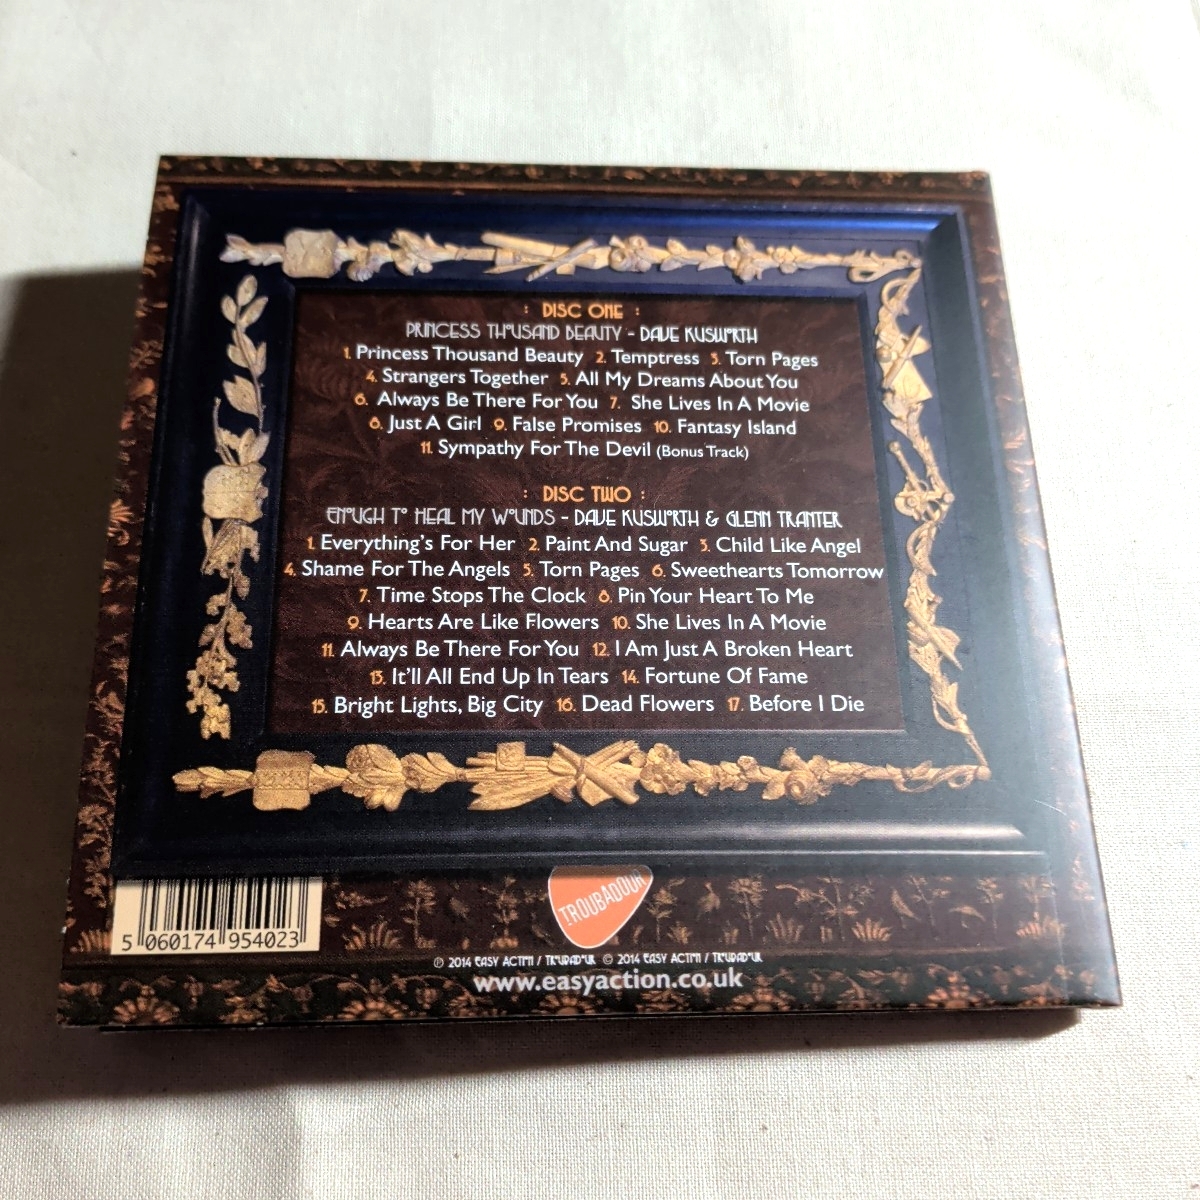 : DISC ONE :
PRINCESS THOUSAND BEAUTY - DAVE KUSWORTH
1. Princess Thousand Beauty 2. Temptress 3. Torn Pages
4. Strangers Together 5. All My Dreams About You
6. Always Be There For You 7. She Lives In A Movie
8. Just A Girl 9. False Promises 10. Fantasy Island
11. Sympathy For The Devil (Bonus Track)
: DISC TWO :
ENOUGH TO HEAL MY WOUNDS - DAVE KUSWORTH & GLENN TRANTER
1. Everything's For Her 2. Paint And Sugar 3. Child Like Angel
4. Shame For The Angels 5. Torn Pages 6. Sweethearts Tomorrow
7. Time Stops The Clock 8. Pin Your Heart To Me
9. Hearts Are Like Flowers 10. She Lives In A Movie
11. Always Be There For You 12. I Am Just A Broken Heart
13. It'll All End Up In Tears 14. Fortune Of Fame
15. Bright Lights, Big City 16. Dead Flowers 17. Before I Die
TROUBADOUR
5 060174 954023
℗ 2014 EASY ACTION / TROUBADOUR © 2014 EASY ACTION / TROUBADOUR
www.easyaction.co.uk